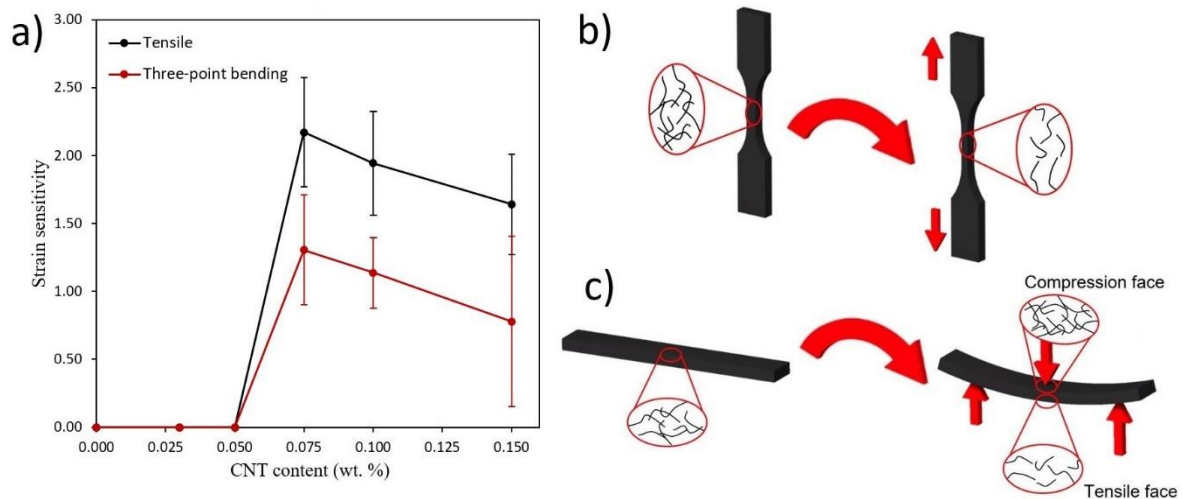 a)
3.00
2.50
2.00
1.50
1.00
0.50
0.00
Strain sensitivity
Tensile
Three-point bending
0.000 0.025 0.050 0.075 0.100 0.125 0.150
CNT content (wt. %)
b)
c)
Compression face
Tensile face